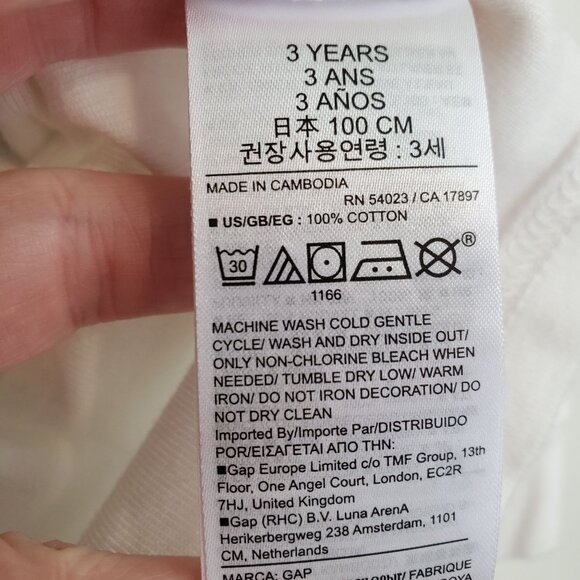 3 YEARS
3 ANS
3 AÑOS
日本 100 CM
권장사용연령 : 3세
MADE IN CAMBODIA
RN 54023 / CA 17897
■ US/GB/EG : 100% COTTON
30
®
1166
MACHINE WASH COLD GENTLE
CYCLE/ WASH AND DRY INSIDE OUT/
ONLY NON-CHLORINE BLEACH WHEN
NEEDED/ TUMBLE DRY LOW/ WARM
IRON/ DO NOT IRON DECORATION/ DO
NOT DRY CLEAN
Imported By/Importe Par/DISTRIBUIDO
POR/ΕΙΣΑΓΕΤΑΙ ΑΠΟ ΤΗΝ:
■Gap Europe Limited c/o TMF Group, 13th
Floor, One Angel Court, London, EC2R
7HJ, United Kingdom
■Gap (RHC) B.V. Luna ArenA
Herikerbergweg 238 Amsterdam, 1101
CM, Netherlands
MARCA: GAP
FABRIQUE